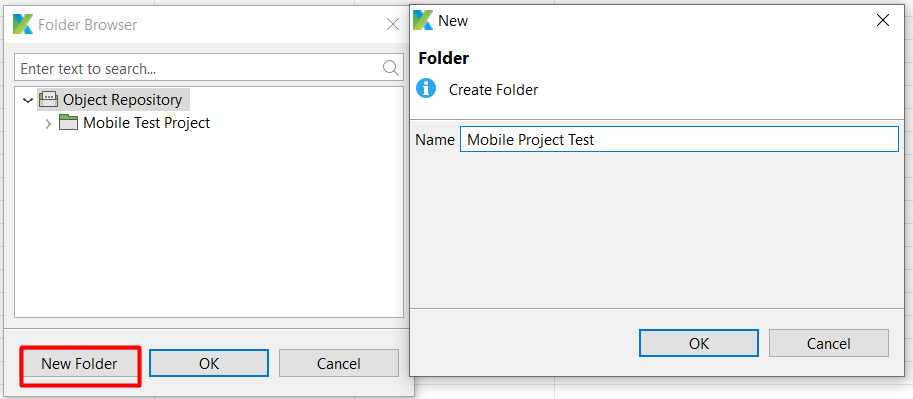 Folder Browser
Enter text to search...
Object Repository
Mobile Test Project
New Folder
OK
Cancel
New
Folder
Create Folder
Name
Mobile Project Test
OK
Cancel